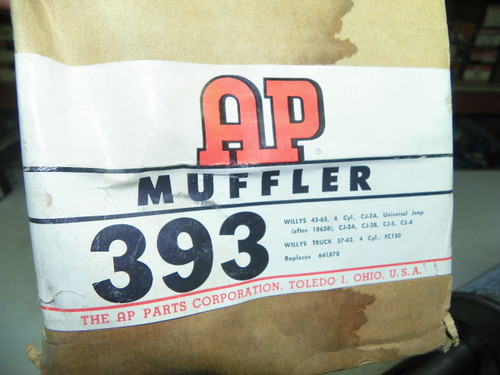 AP
MUFFLER
393
WILLYS 45-65, 4 Cyl., CJ-2A, Universal Jeep
(after 18638), CJ-3A, CJ-3B, CJ-5, CJ-6
WILLYS TRUCK 57-62, 4 Cyl., FC150
Replaces 641878
THE AP PARTS CORPORATION, TOLEDO 1, OHIO, U.S.A.